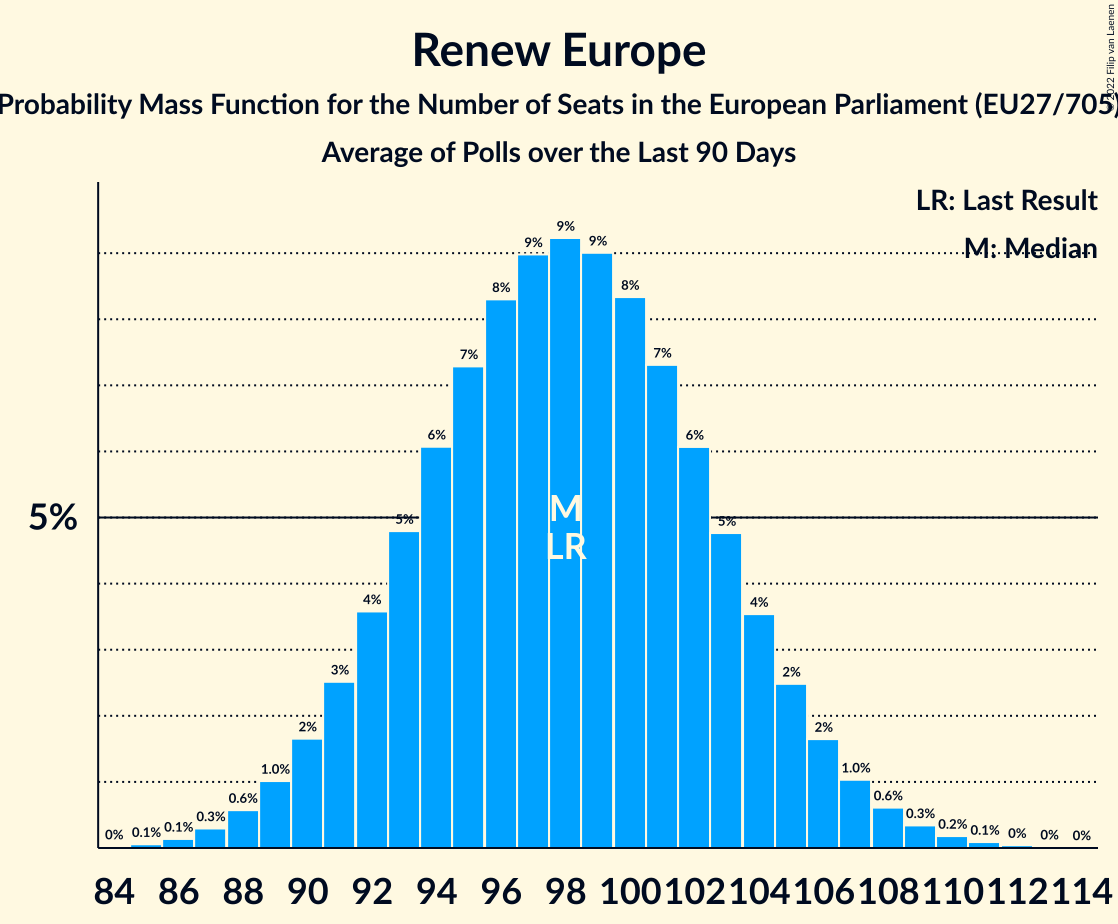 Renew Europe
Probability Mass Function for the Number of Seats in the European Parliament (EU27/705)
Average of Polls over the Last 90 Days
© 2022 Filip van Laenen
LR: Last Result
M: Median
5%
0% 0.1% 0.1% 0.3% 0.6% 1.0% 2% 3% 4% 5% 6% 7% 8% 9% 9% 9% 8% 7% 6% 5% 4% 2% 2% 1.0% 0.6% 0.3% 0.2% 0.1% 0% 0% 0%
M
LR
84 86 88 90 92 94 96 98 100 102 104 106 108 110 112 114